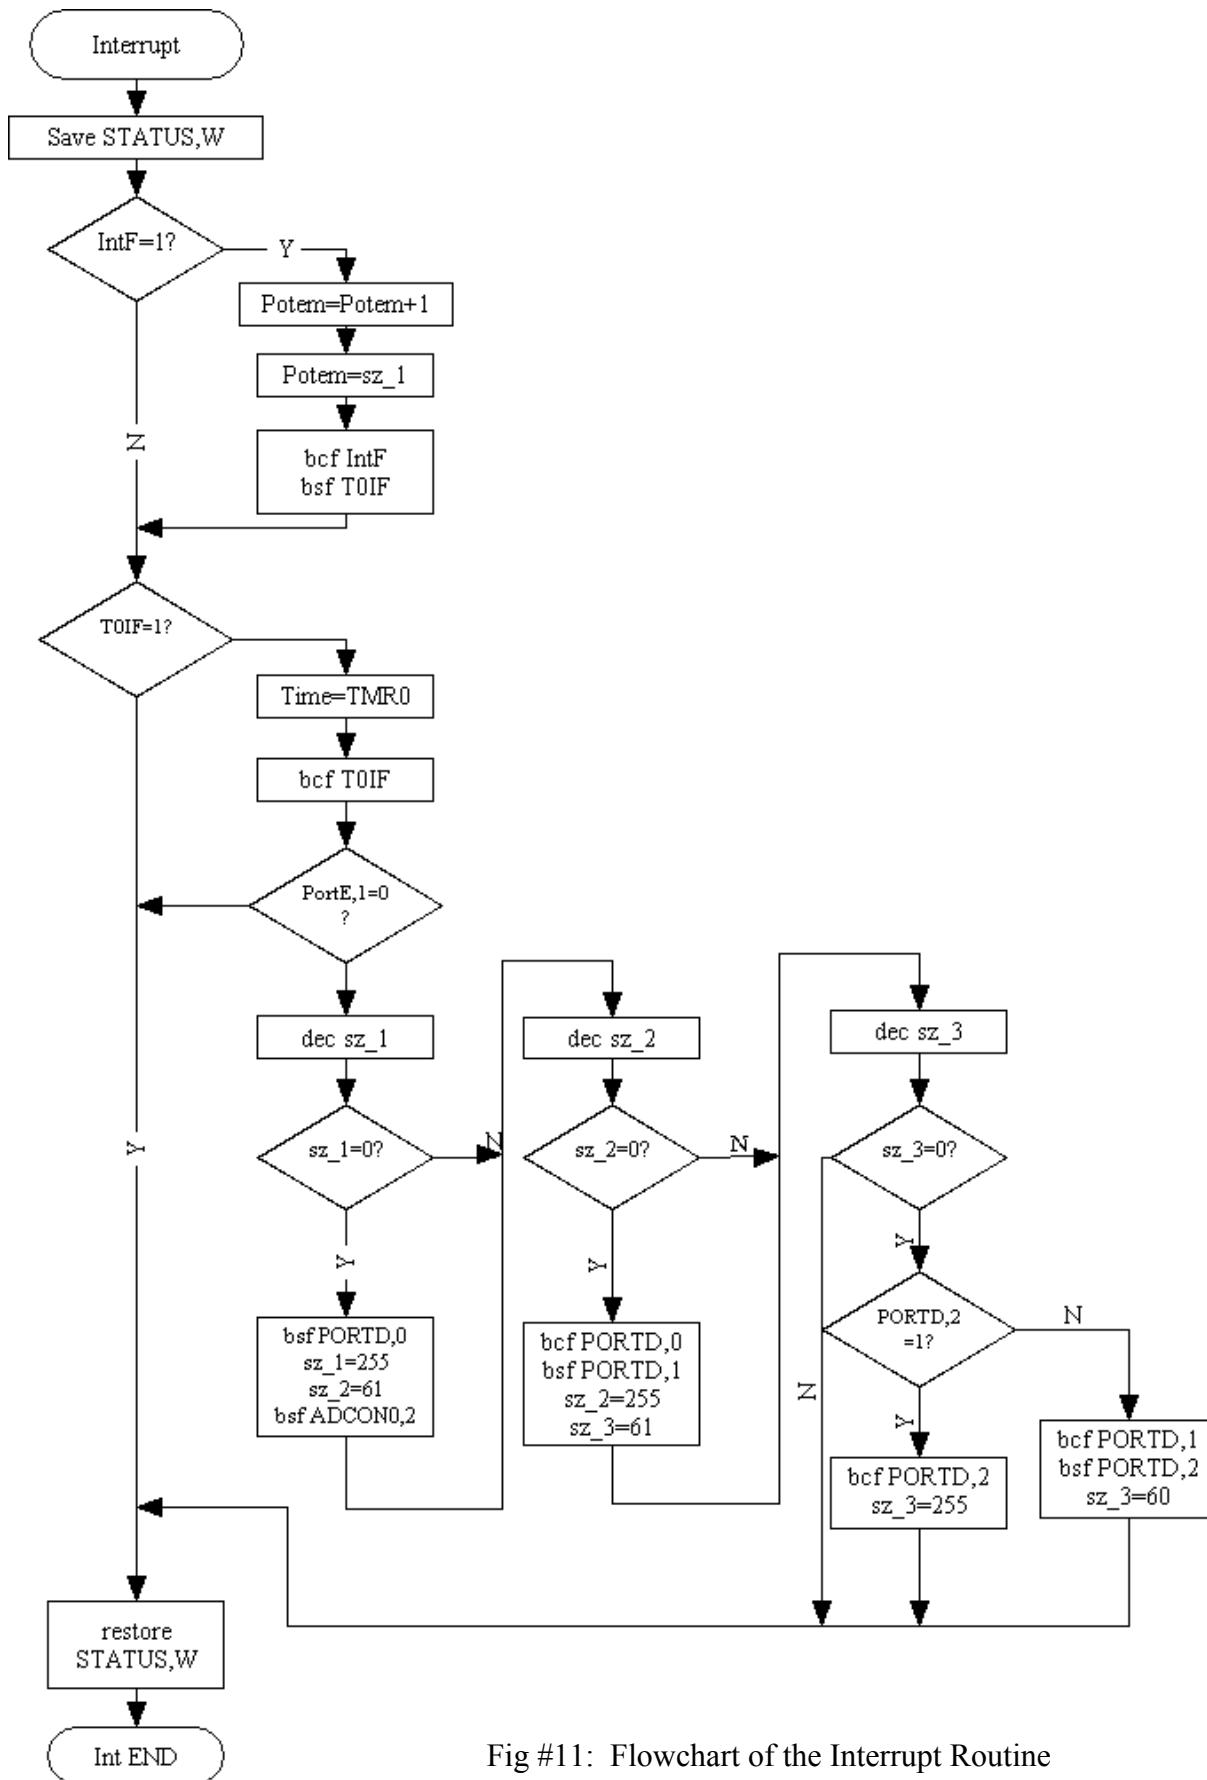 Interrupt
Save STATUS,W
IntF=1?
Y
Potem=Potem+1
Potem=sz_1
N
bcf IntF
bsf T0IF
T0IF=1?
Time=TMR0
bcf T0IF
PortE,1=0
?
dec sz_1
dec sz_2
dec sz_3
Y
sz_1=0?
N
sz_2=0?
N
sz_3=0?
Y
Y
Y
bsf PORTD,0
sz_1=255
sz_2=61
bsf ADCON0,2
bcf PORTD,0
bsf PORTD,1
sz_2=255
sz_3=61
PORTD,2
=1?
N
N
Y
bcf PORTD,2
sz_3=255
bcf PORTD,1
bsf PORTD,2
sz_3=60
restore
STATUS,W
Int END
Fig #11: Flowchart of the Interrupt Routine